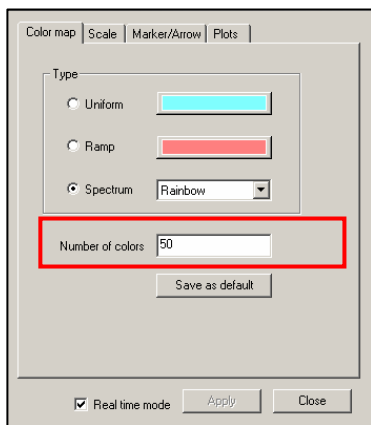 Color map Scale Marker/Arrow Plots
Type
Uniform
Ramp
Spectrum Rainbow
Number of colors 50
Save as default
Real time mode Apply Close